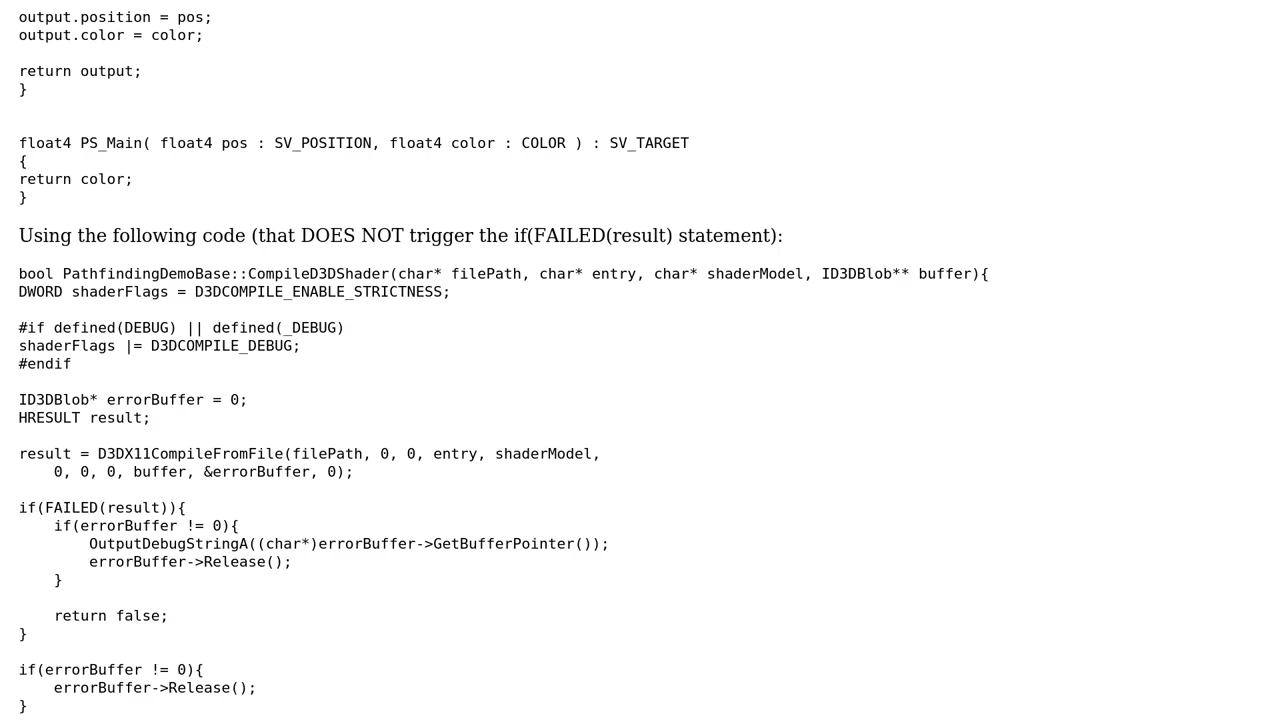 output.position = pos;
output.color = color;
return output;
}
float4 PS_Main( float4 pos : SV_POSITION, float4 color : COLOR ) : SV_TARGET
{
return color;
}
Using the following code (that DOES NOT trigger the if(FAILED(result) statement):
bool PathfindingDemoBase::CompileD3DShader(char* filePath, char* entry, char* shaderModel, ID3DBlob** buffer){
DWORD shaderFlags = D3DCOMPILE_ENABLE_STRICTNESS;
#if defined(DEBUG) || defined(_DEBUG)
shaderFlags |= D3DCOMPILE_DEBUG;
#endif
ID3DBlob* errorBuffer = 0;
HRESULT result;
result = D3DX11CompileFromFile(filePath, 0, 0, entry, shaderModel,
    0, 0, 0, buffer, &errorBuffer, 0);
if(FAILED(result)){
    if(errorBuffer != 0){
        OutputDebugStringA((char*)errorBuffer->GetBufferPointer());
        errorBuffer->Release();
    }
    return false;
}
if(errorBuffer != 0){
    errorBuffer->Release();
}